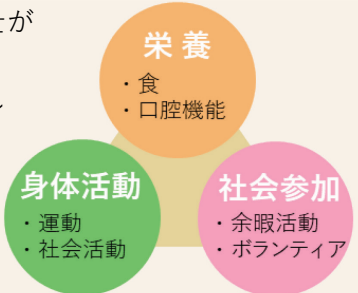 が
栄養
・食
・口腔機能
身体活動
・運動
・社会活動
社会参加
・余暇活動
・ボランティア